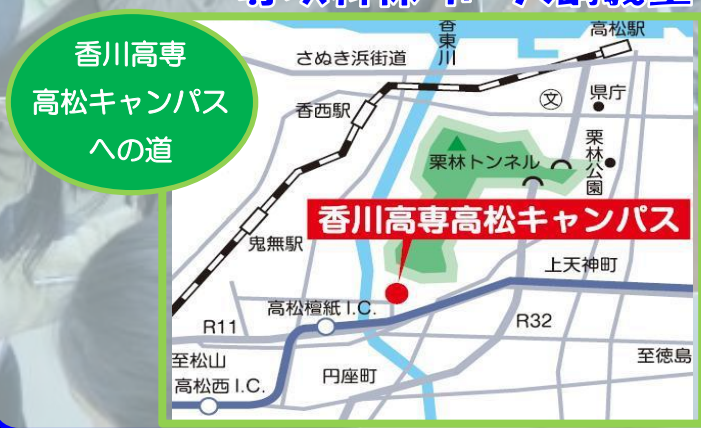 香川高専
高松キャンパス
への道
香東川
高松駅
さぬき浜街道
香西駅
文
県庁
栗林トンネル
栗林公園
香川高専高松キャンパス
鬼無駅
上天神町
高松檀紙 I.C.
R11
R32
至松山
至徳島
高松西 I.C.
円座町